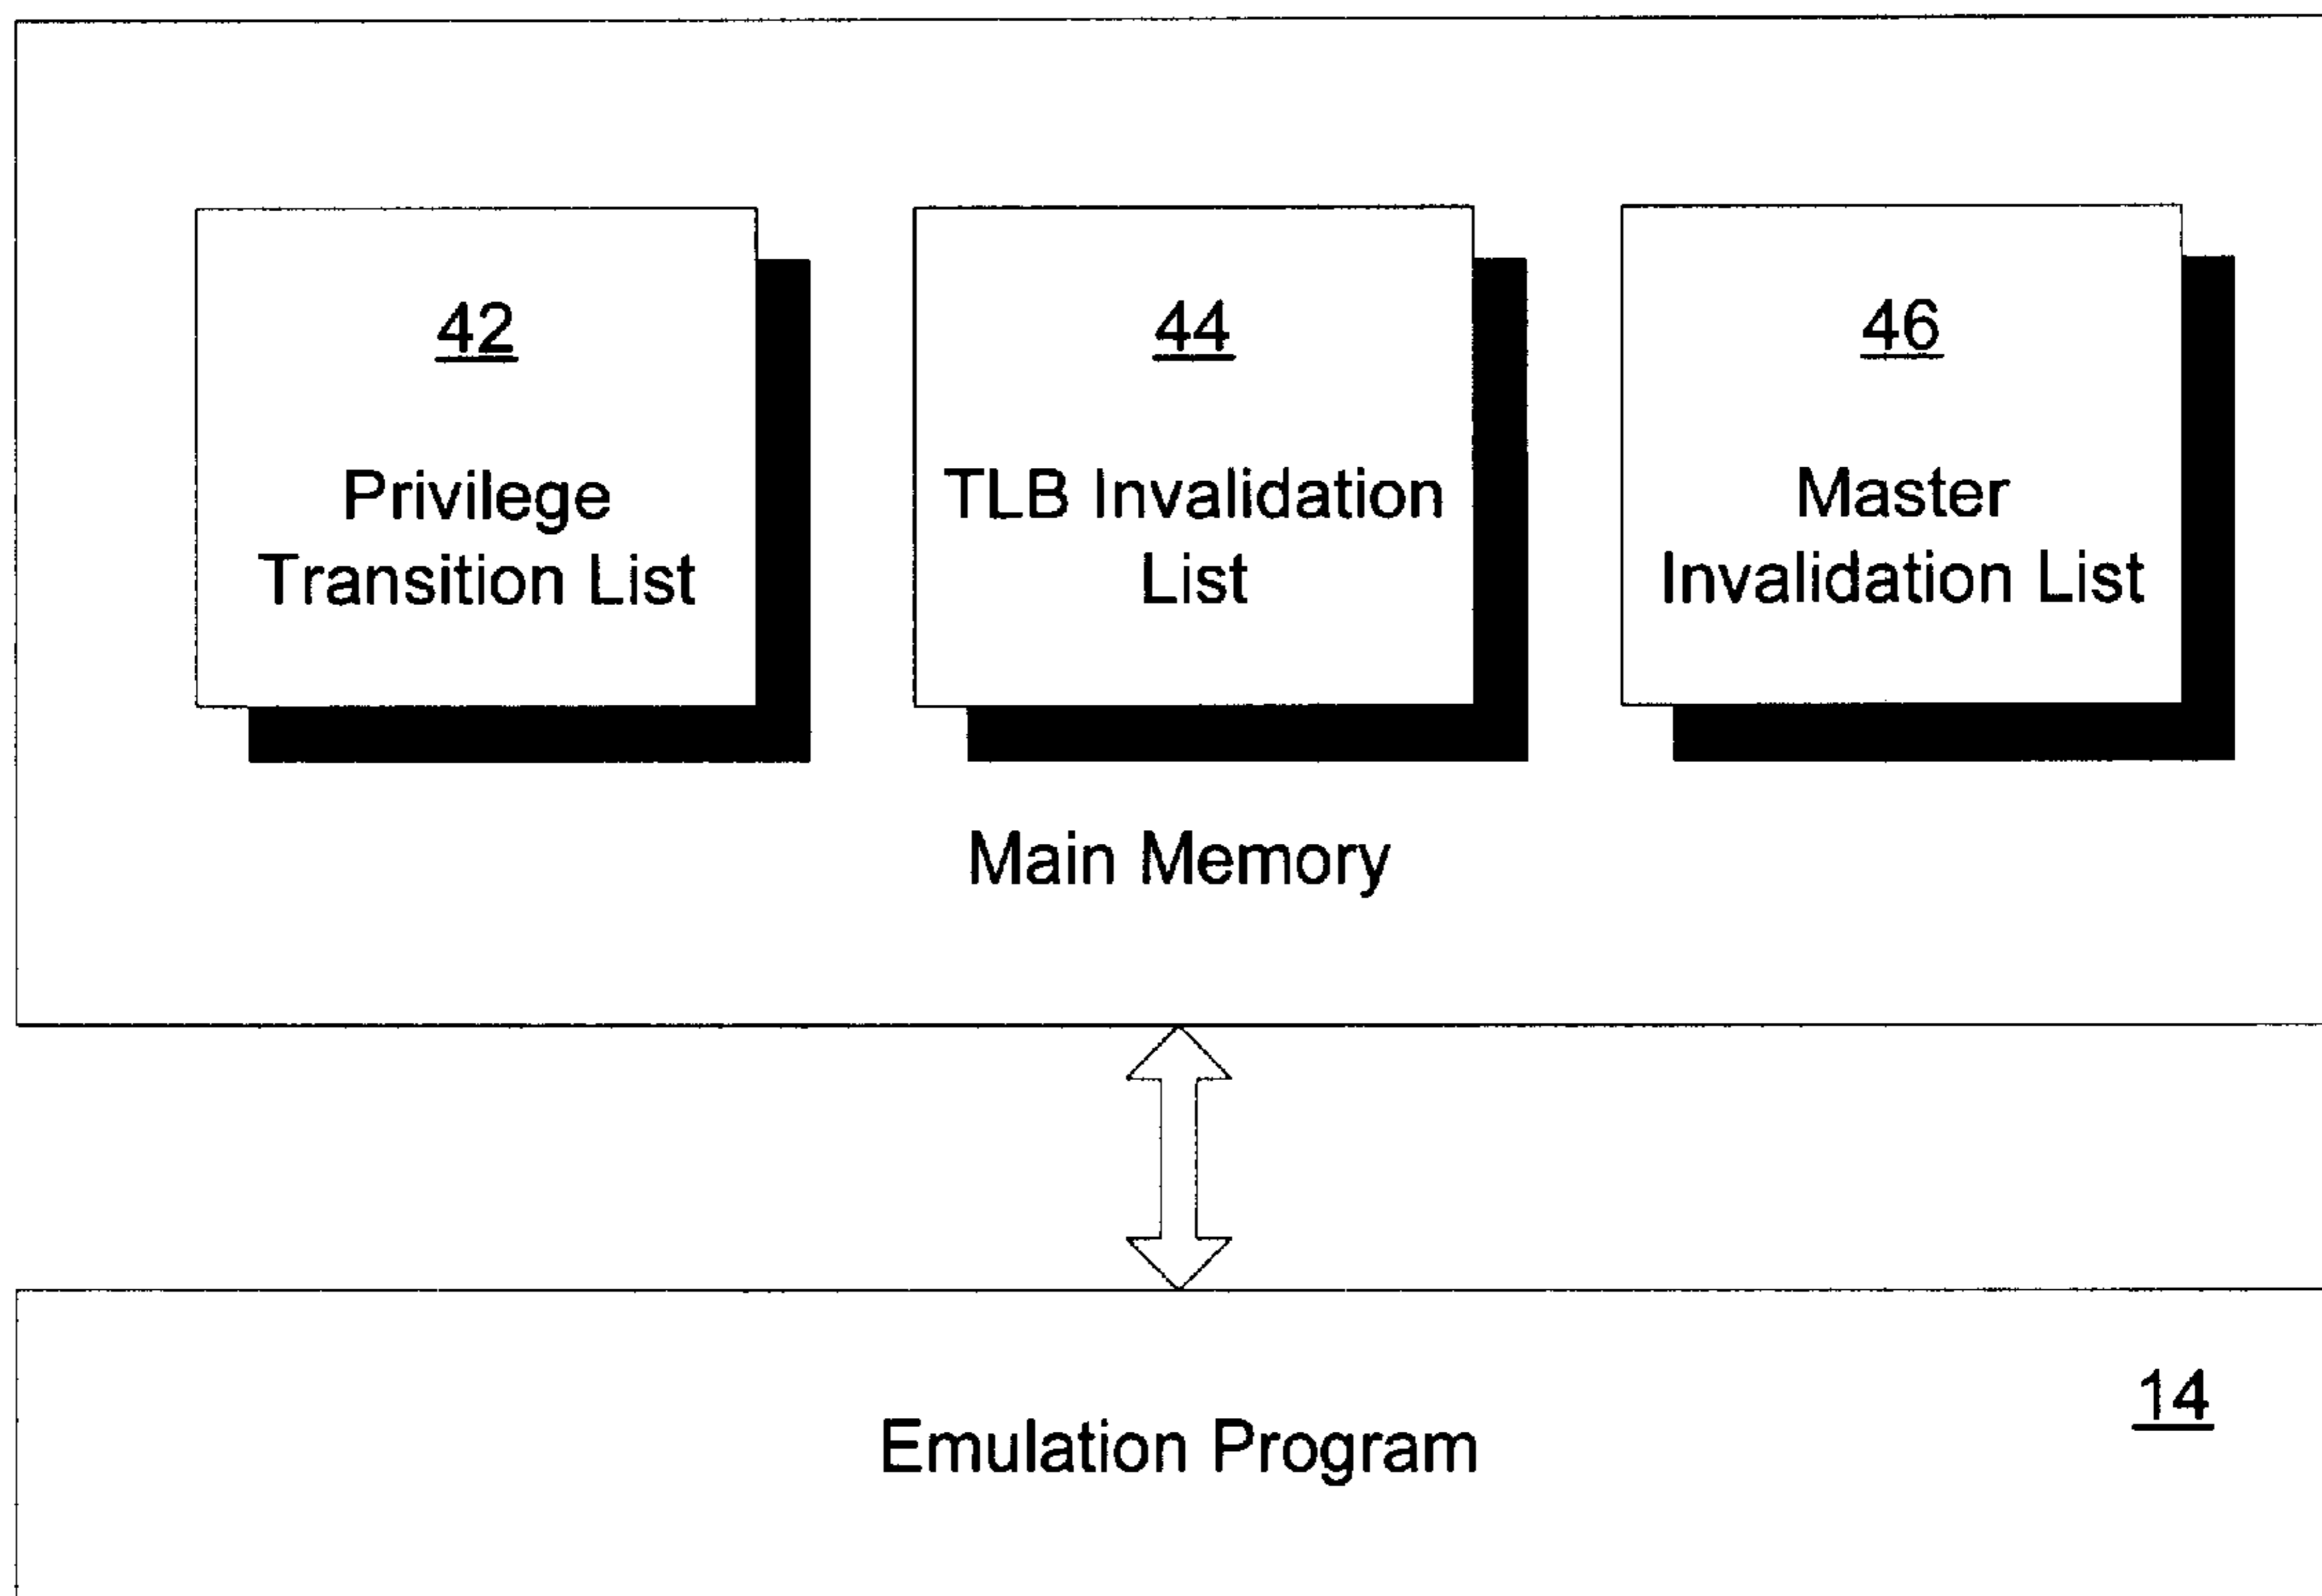 42
Privilege
Transition List
44
TLB Invalidation
List
46
Master
Invalidation List
Main Memory
14
Emulation Program